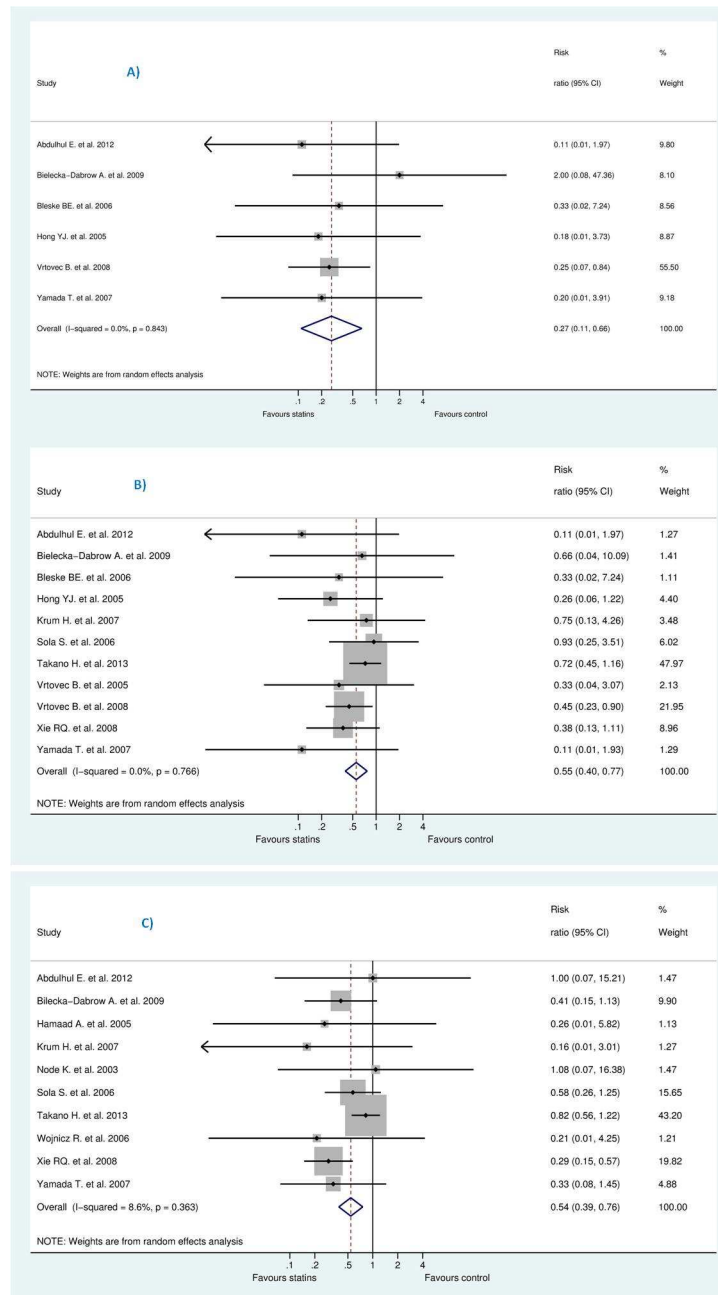 A)
Risk %
Study ratio (95% CI) Weight
Abdulhul E. et al. 2012 0.11 (0.01, 1.97) 9.80
Bielecka−Dabrow A. et al. 2009 2.00 (0.08, 47.36) 8.10
Bleske BE. et al. 2006 0.33 (0.02, 7.24) 8.56
Hong YJ. et al. 2005 0.18 (0.01, 3.73) 8.87
Vrtovec B. et al. 2008 0.25 (0.07, 0.84) 55.50
Yamada T. et al. 2007 0.20 (0.01, 3.91) 9.18
Overall (I−squared = 0.0%, p = 0.843) 0.27 (0.11, 0.66) 100.00
NOTE: Weights are from random effects analysis
.1 .2 .5 1 2 4
Favours statins Favours control
B)
Risk %
Study ratio (95% CI) Weight
Abdulhul E. et al. 2012 0.11 (0.01, 1.97) 1.27
Bielecka−Dabrow A. et al. 2009 0.66 (0.04, 10.09) 1.41
Bleske BE. et al. 2006 0.33 (0.02, 7.24) 1.11
Hong YJ. et al. 2005 0.26 (0.06, 1.22) 4.40
Krum H. et al. 2007 0.75 (0.13, 4.26) 3.48
Sola S. et al. 2006 0.93 (0.25, 3.51) 6.02
Takano H. et al. 2013 0.72 (0.45, 1.16) 47.97
Vrtovec B. et al. 2005 0.33 (0.04, 3.07) 2.13
Vrtovec B. et al. 2008 0.45 (0.23, 0.90) 21.95
Xie RQ. et al. 2008 0.38 (0.13, 1.11) 8.96
Yamada T. et al. 2007 0.11 (0.01, 1.93) 1.29
Overall (I−squared = 0.0%, p = 0.766) 0.55 (0.40, 0.77) 100.00
NOTE: Weights are from random effects analysis
.1 .2 .5 1 2 4
Favours statins Favours control
C)
Risk %
Study ratio (95% CI) Weight
Abdulhul E. et al. 2012 1.00 (0.07, 15.21) 1.47
Bilecka−Dabrow A. et al. 2009 0.41 (0.15, 1.13) 9.90
Hamaad A. et al. 2005 0.26 (0.01, 5.82) 1.13
Krum H. et al. 2007 0.16 (0.01, 3.01) 1.27
Node K. et al. 2003 1.08 (0.07, 16.38) 1.47
Sola S. et al. 2006 0.58 (0.26, 1.25) 15.65
Takano H. et al. 2013 0.82 (0.56, 1.22) 43.20
Wojnicz R. et al. 2006 0.21 (0.01, 4.25) 1.21
Xie RQ. et al. 2008 0.29 (0.15, 0.57) 19.82
Yamada T. et al. 2007 0.33 (0.08, 1.45) 4.88
Overall (I−squared = 8.6%, p = 0.363) 0.54 (0.39, 0.76) 100.00
NOTE: Weights are from random effects analysis
.1 .2 .5 1 2 4
Favours statins Favours control